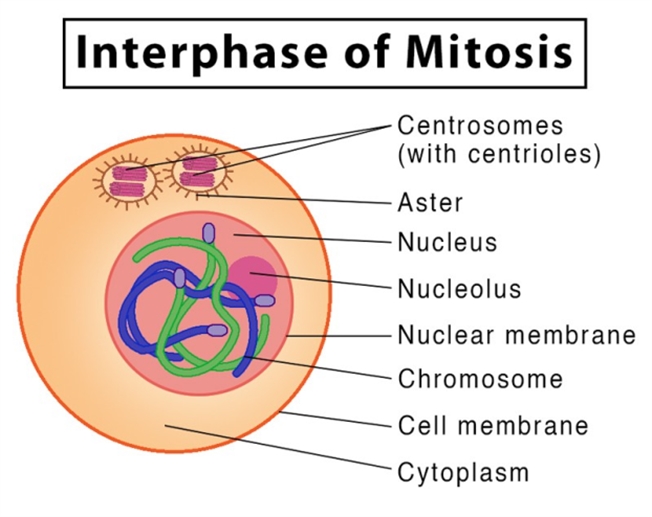 Interphase of Mitosis
Centrosomes
(with centrioles)
Aster
Nucleus
Nucleolus
Nuclear membrane
Chromosome
Cell membrane
Cytoplasm